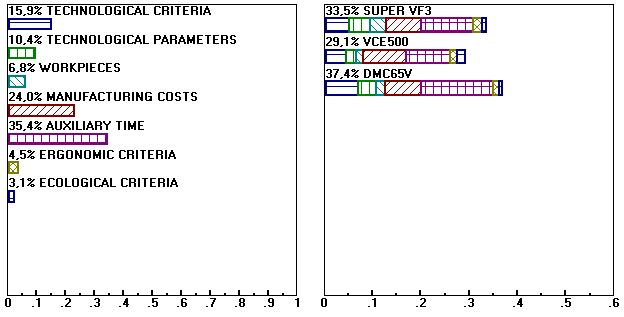 15,9% TECHNOLOGICAL CRITERIA
10,4% TECHNOLOGICAL PARAMETERS
6,8% WORKPIECES
24,0% MANUFACTURING COSTS
35,4% AUXILIARY TIME
4,5% ERGONOMIC CRITERIA
3,1% ECOLOGICAL CRITERIA
0 .1 .2 .3 .4 .5 .6 .7 .8 .9 1
33,5% SUPER VF3
29,1% VCE500
37,4% DMC65V
0 .1 .2 .3 .4 .5 .6